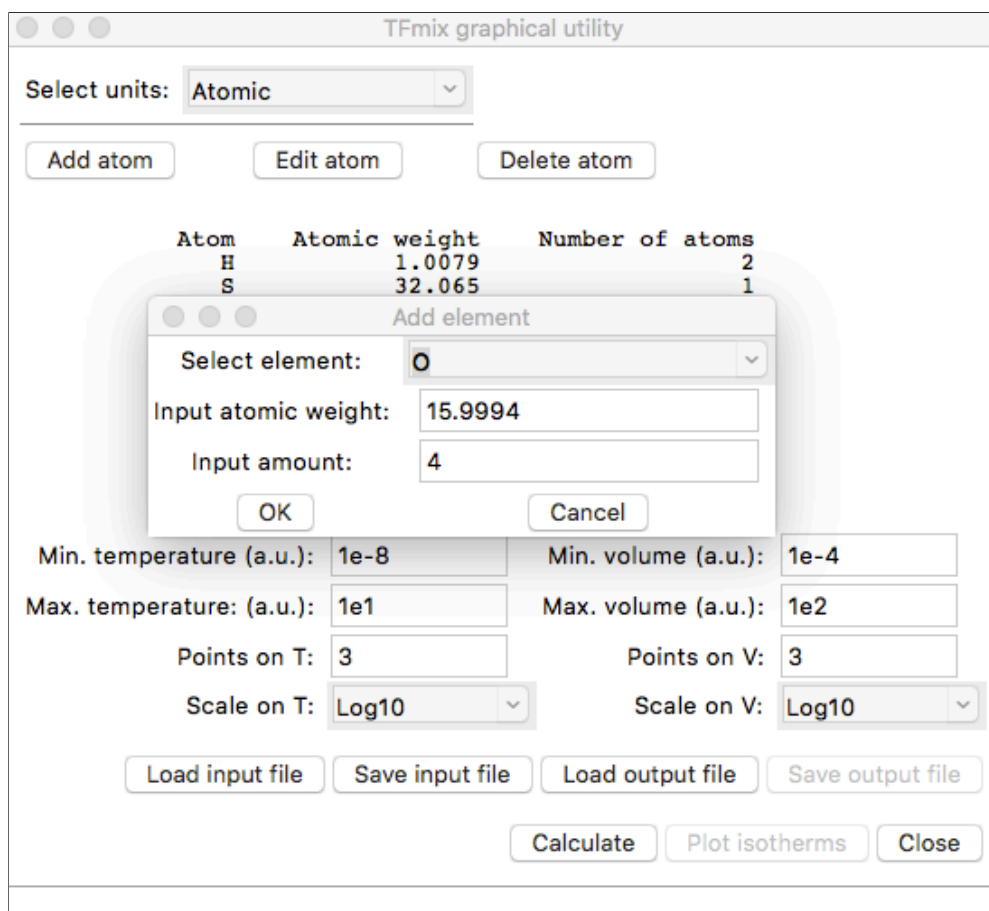 TFmix graphical utility
Select units: Atomic
Add atom Edit atom Delete atom
Atom Atomic weight Number of atoms
H 1.0079 2
S 32.065 1
Add element
Select element: O
Input atomic weight: 15.9994
Input amount: 4
OK Cancel
Min. temperature (a.u.): 1e-8 Min. volume (a.u.): 1e-4
Max. temperature: (a.u.): 1e1 Max. volume (a.u.): 1e2
Points on T: 3 Points on V: 3
Scale on T: Log10 Scale on V: Log10
Load input file Save input file Load output file Save output file
Calculate Plot isotherms Close